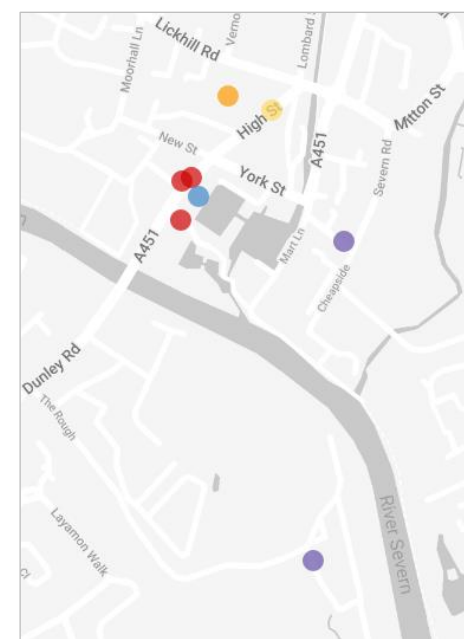 Lickhill Rd
Verno
Lombard S
Moorhall Ln
High St
Mitton St
New St
A451
York St
Severn Rd
A451
Mart Ln
Cheapside
Dunley Rd
The Rough
River Severn
Layamon Walk